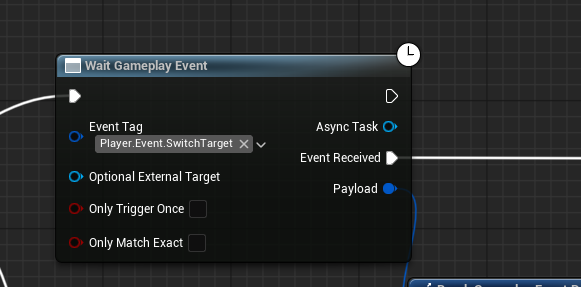 Wait Gameplay Event
Event Tag
Player.Event.SwitchTarget
Async Task
Event Received
Optional External Target
Payload
Only Trigger Once
Only Match Exact